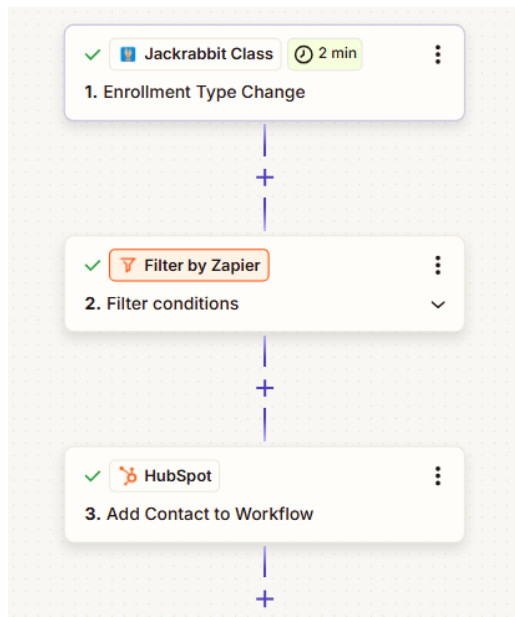 Jackrabbit Class 2 min
1. Enrollment Type Change
Filter by Zapier
2. Filter conditions
HubSpot
3. Add Contact to Workflow